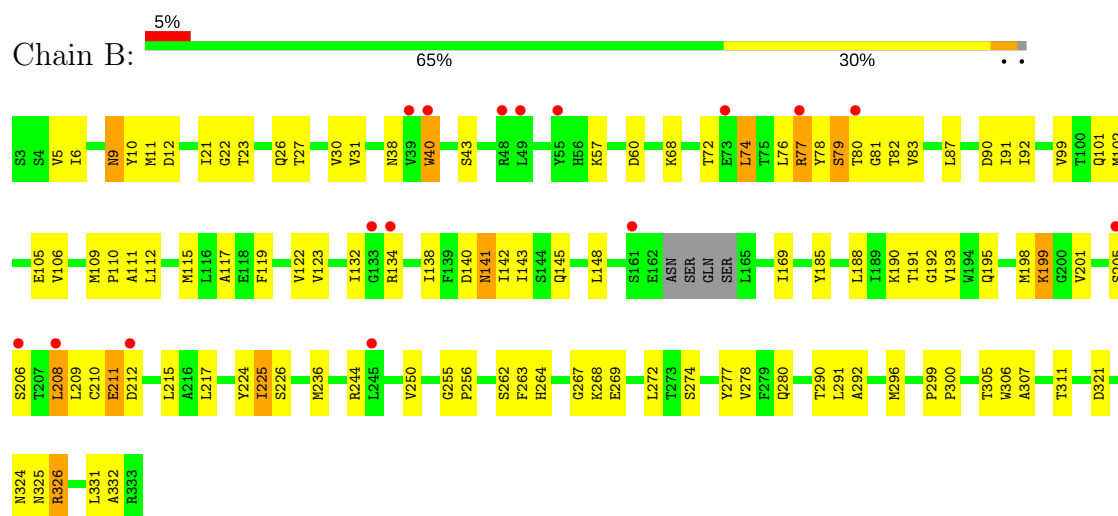 5%
Chain B:
65% 30% • •
S3 S4 V5 I6 N9 Y10 M11 D12 I21 G22 T23 Q26 T27 V30 V31 N38 V39 W40 S43 R48 L49 Y55 H56 K57 D60 K68 T72 E73 L74 T75 L76 R77 Y78 S79 T80 G81 T82 V83 L87 D90 I91 I92 V99 T100 Q101 M102
E105 V106 M109 P110 A111 L112 M115 L116 A117 E118 F119 V122 V123 I132 G133 R134 I138 F139 D140 N141 I142 I143 S144 Q145 L148 S161 E162 ASN SER GLN SER L165 I169 Y185 L188 I189 K190 T191 G192 V193 W194 Q195 M198 K199 G200 V201 S205
S206 T207 L208 L209 C210 E211 D212 L215 A216 L217 Y224 I225 S226 M236 R244 L245 V250 G255 P256 S262 F263 H264 G267 K268 E269 L272 T273 S274 Y277 V278 F279 Q280 T290 L291 A292 M296 P299 P300 T305 W306 A307 T311 D321
N324 N325 R326 L331 A332 R333